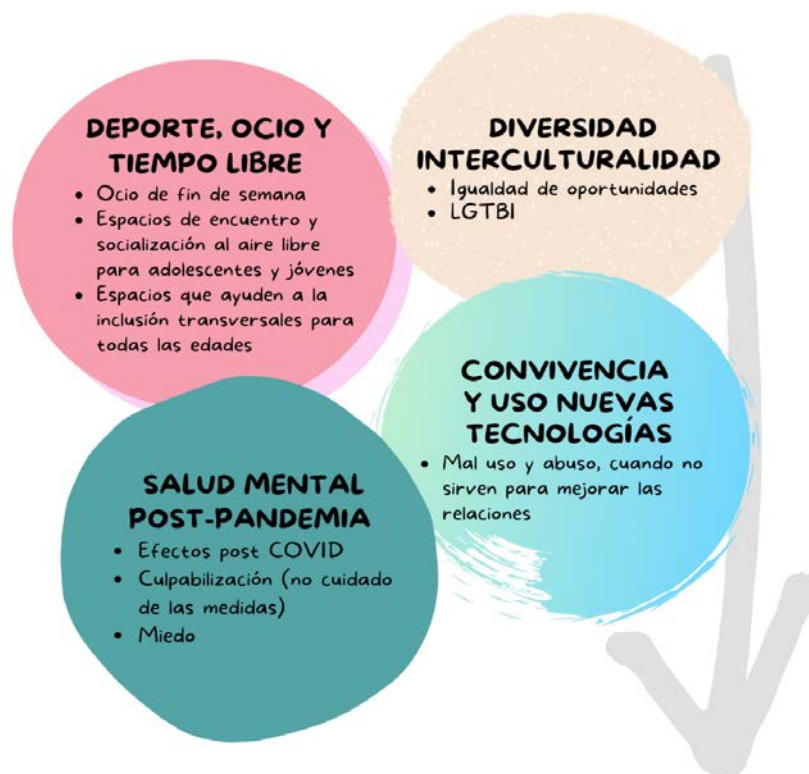 DEPORTE, OCIO Y
TIEMPO LIBRE
• Ocio de fin de semana
• Espacios de encuentro y
socialización al aire libre
para adolescentes y jóvenes
• Espacios que ayuden a la
inclusión transversales para
todas las edades
DIVERSIDAD
INTERCULTURALIDAD
• Igualdad de oportunidades
• LGTBI
CONVIVENCIA
Y USO NUEVAS
TECNOLOGÍAS
• Mal uso y abuso, cuando no
sirven para mejorar las
relaciones
SALUD MENTAL
POST-PANDEMIA
• Efectos post COVID
• Culpabilización (no cuidado
de las medidas)
• Miedo